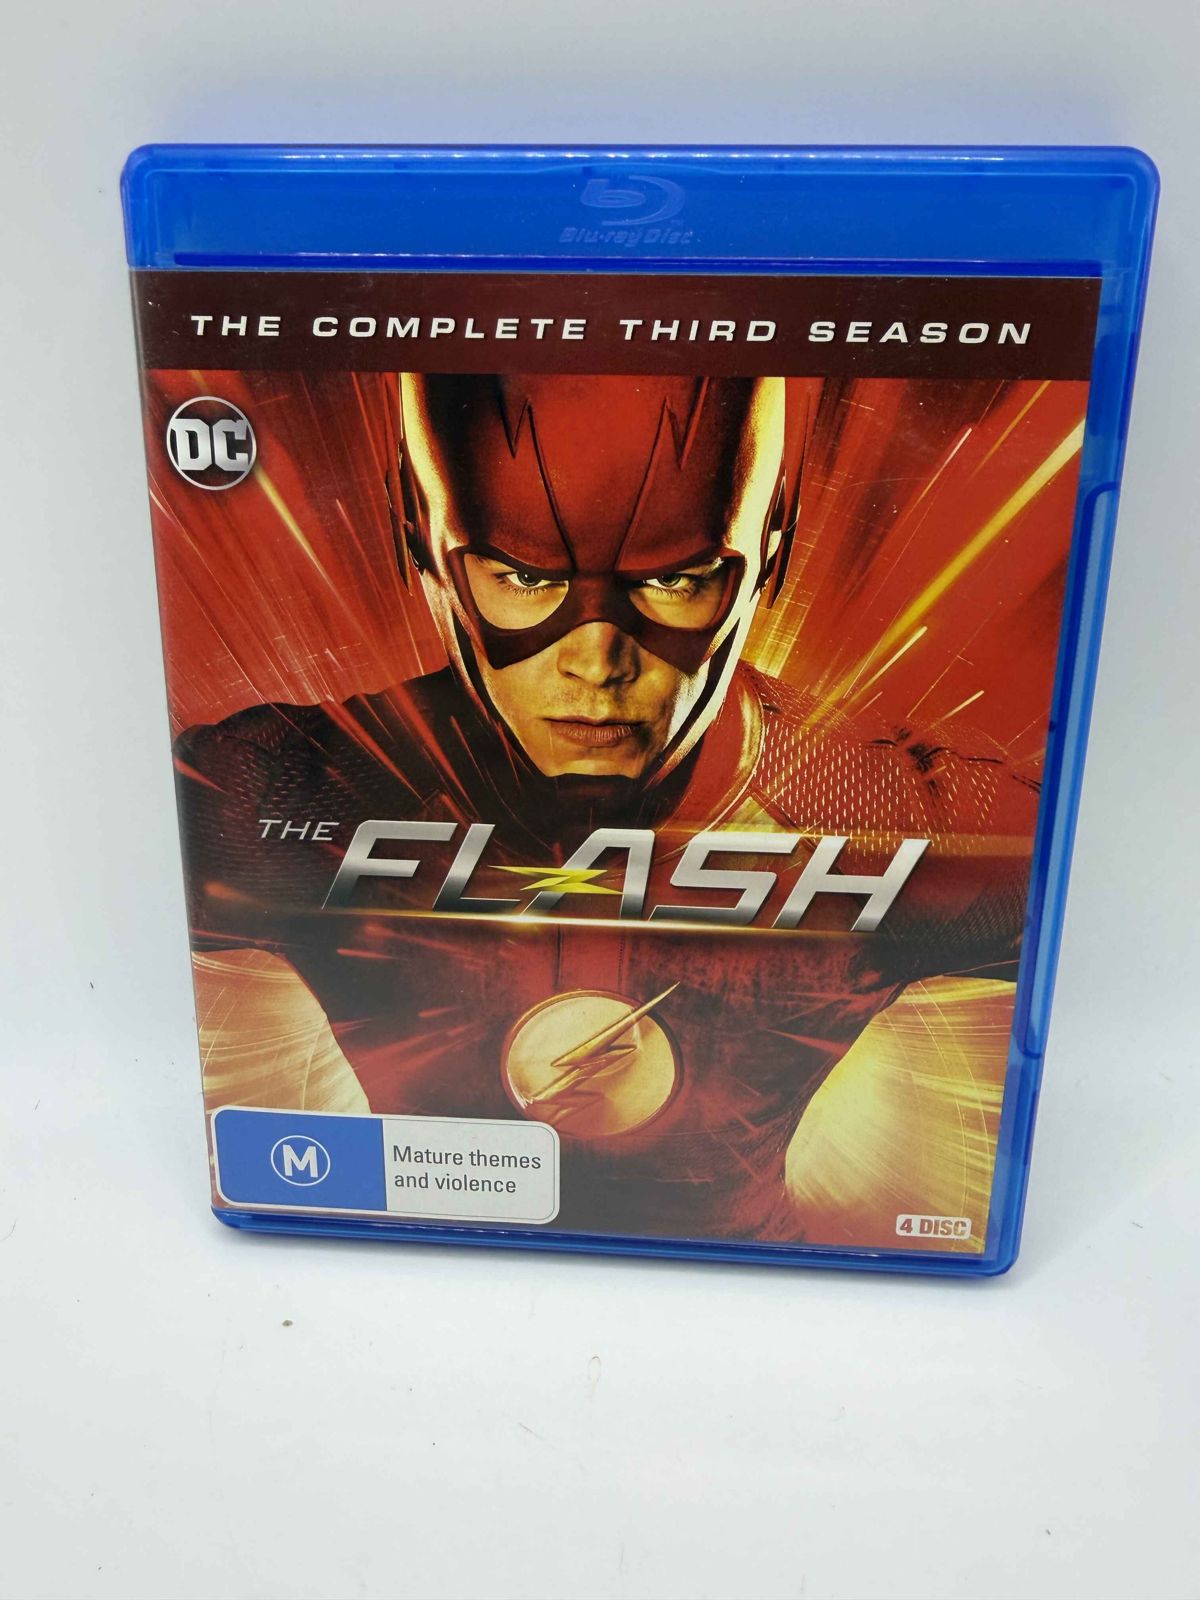 Blu-ray Disc
THE COMPLETE THIRD SEASON
DC
THE FLASH
M
Mature themes
and violence
4 DISC